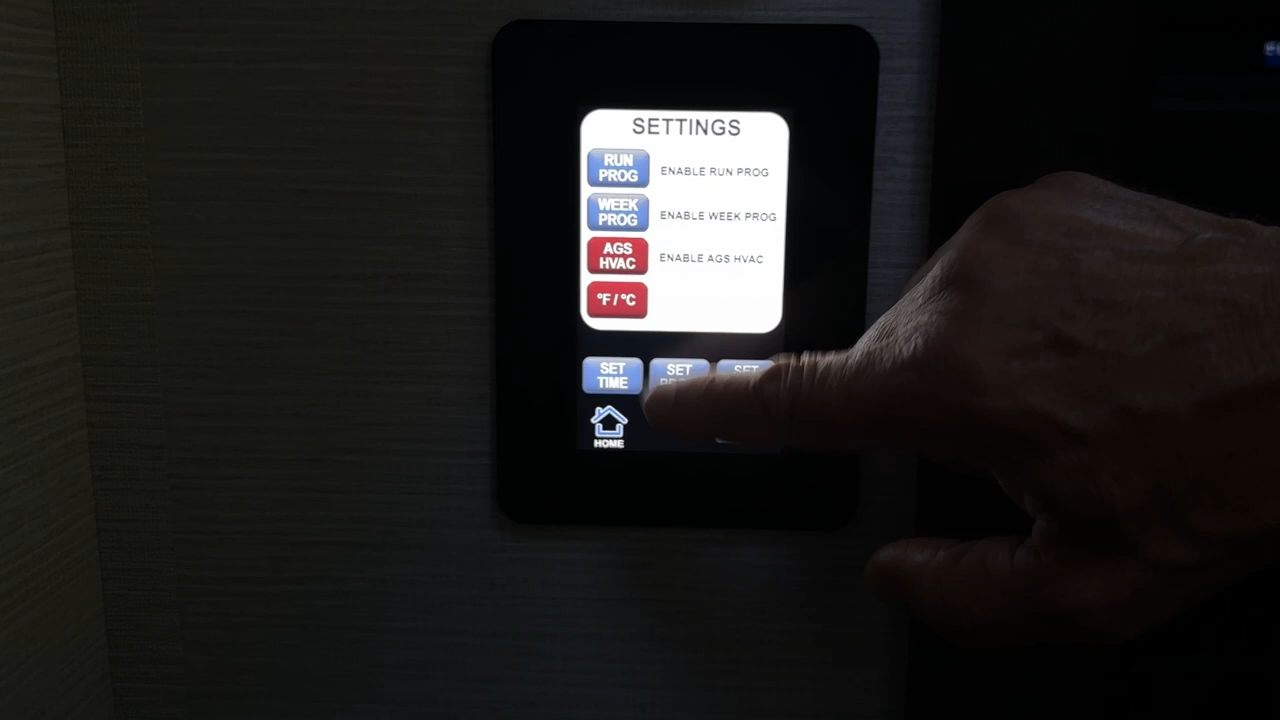 SETTINGS
RUN
PROG
ENABLE RUN PROG
WEEK
PROG
ENABLE WEEK PROG
AGS
HVAC
ENABLE AGS HVAC
°F / °C
SET
TIME
SET
SET
HOME